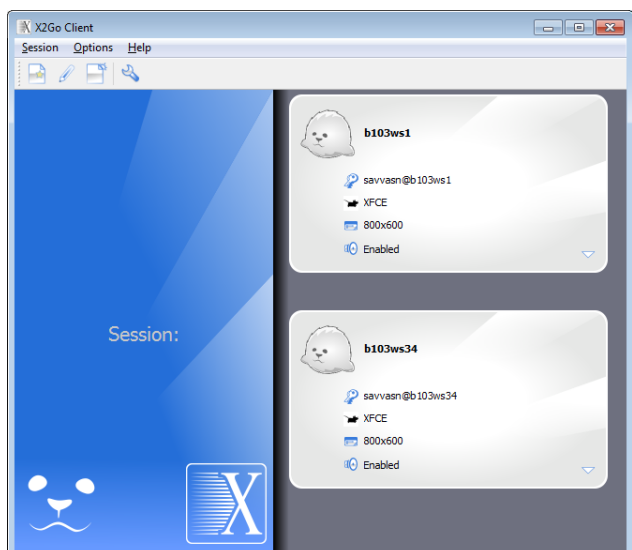 X2Go Client
Session Options Help
Session:
b103ws1
savvasn@b103ws1
XFCE
800x600
Enabled
b103ws34
savvasn@b103ws34
XFCE
800x600
Enabled
X